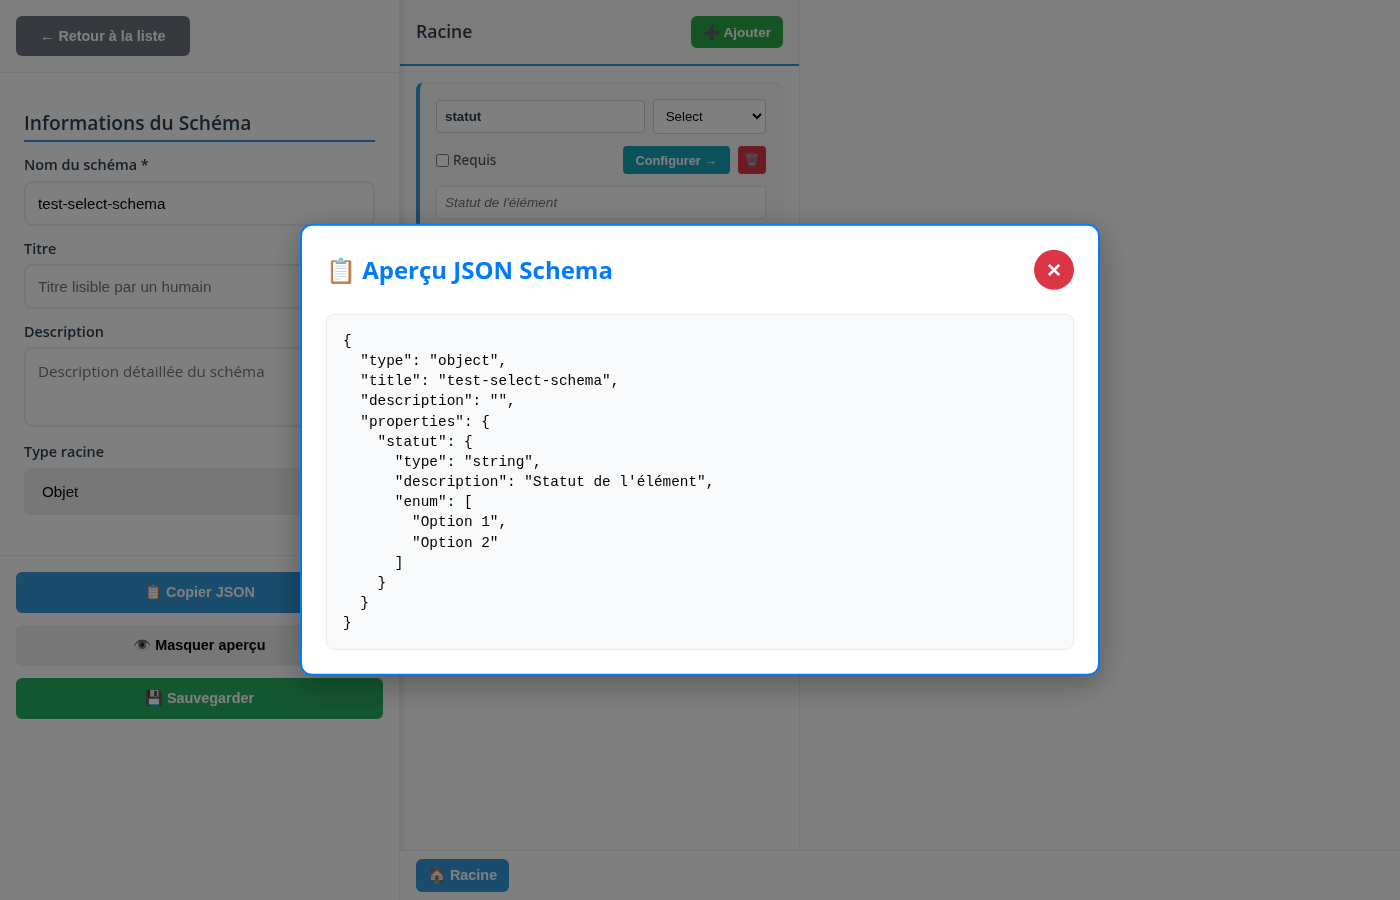 ← Retour à la liste
Informations du Schéma
Nom du schéma *
test-select-schema
Titre
Titre lisible par un humain
Description
Description détaillée du schéma
Type racine
Objet
📋 Copier JSON
👁️ Masquer aperçu
💾 Sauvegarder
Racine
➕ Ajouter
statut
Select
Requis
Configurer →
🗑️
Statut de l'élément
📋 Aperçu JSON Schema
✕
{
  "type": "object",
  "title": "test-select-schema",
  "description": "",
  "properties": {
    "statut": {
      "type": "string",
      "description": "Statut de l'élément",
      "enum": [
        "Option 1",
        "Option 2"
      ]
    }
  }
}
🏠 Racine